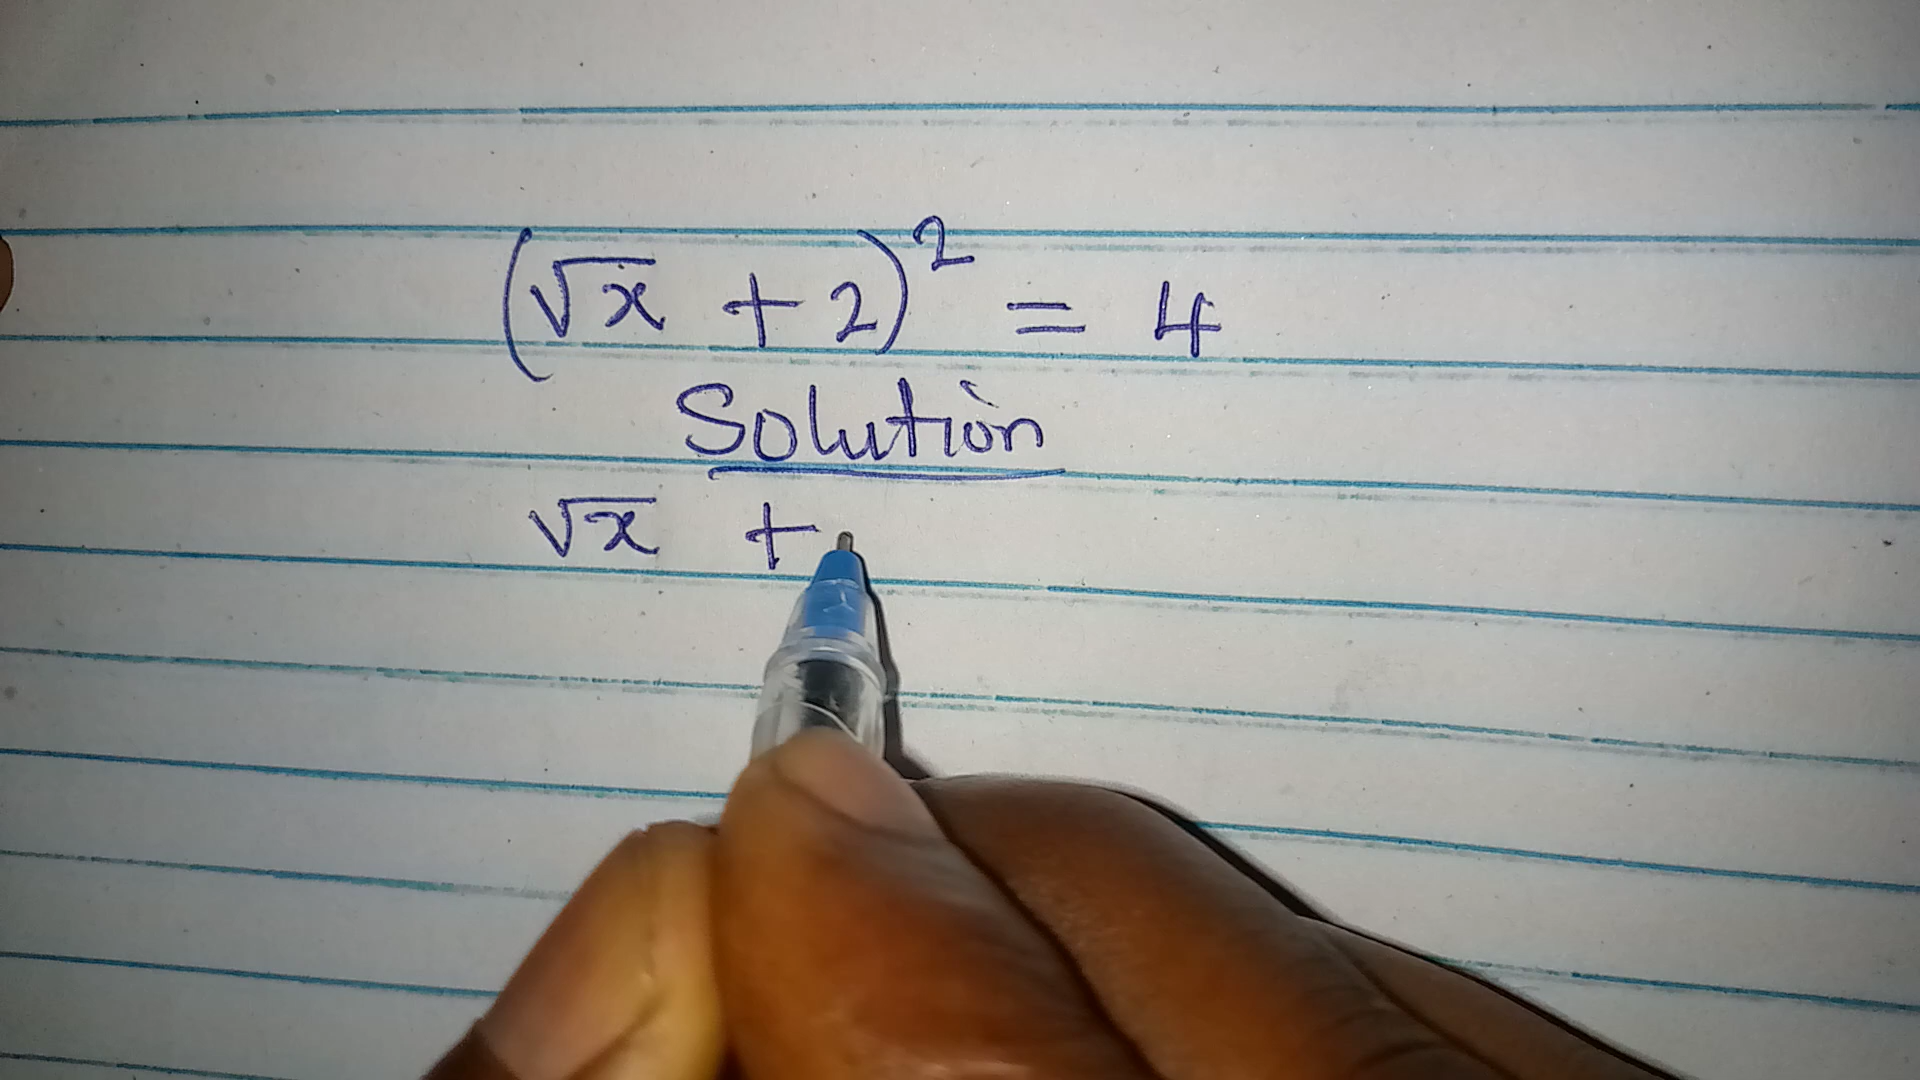 (√x + 2)² = 4
Solution
√x +